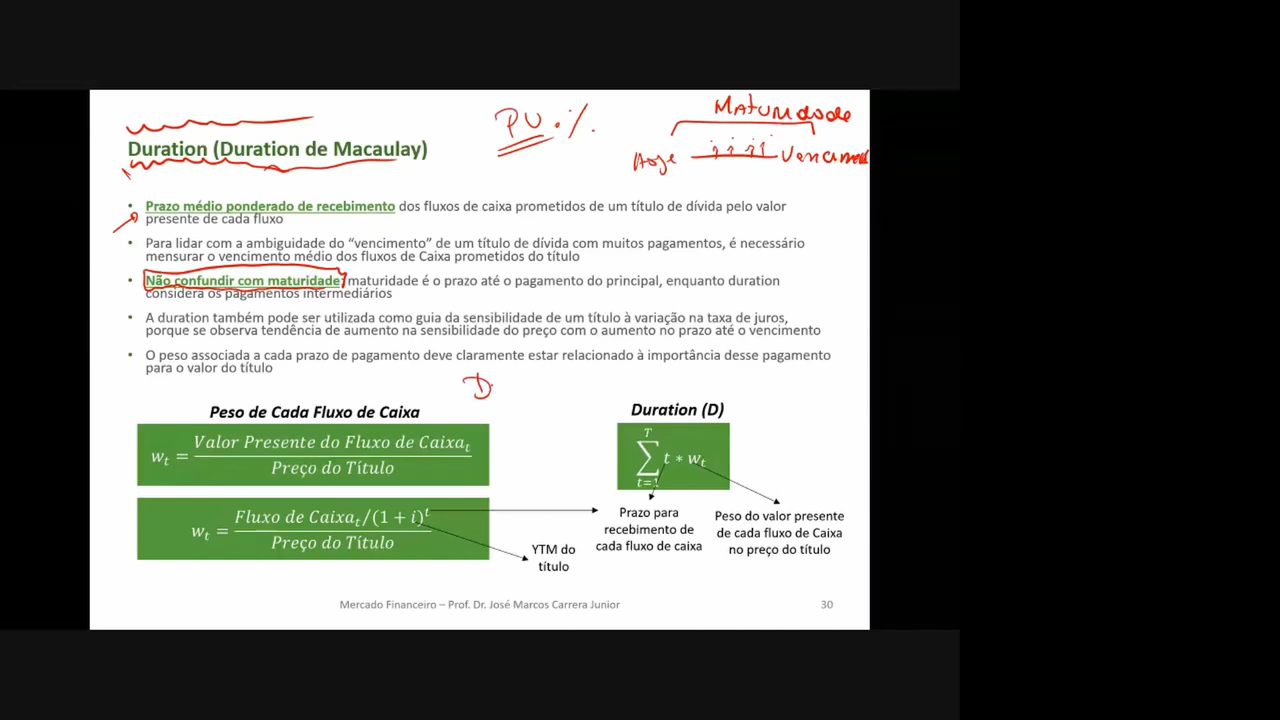 PU . %
Maturidade
Hoje
Duration (Duration de Macaulay)
• Prazo médio ponderado de recebimento dos fluxos de caixa prometidos de um título de dívida pelo valor
presente de cada fluxo
• Para lidar com a ambiguidade do “vencimento” de um título de dívida com muitos pagamentos, é necessário
mensurar o vencimento médio dos fluxos de Caixa prometidos do título
• Não confundir com maturidade maturidade é o prazo até o pagamento do principal, enquanto duration
considera os pagamentos intermediários
• A duration também pode ser utilizada como guia da sensibilidade de um título à variação na taxa de juros,
porque se observa tendência de aumento na sensibilidade do preço com o aumento no prazo até o vencimento
• O peso associada a cada prazo de pagamento deve claramente estar relacionado à importância desse pagamento
para o valor do título
D
Peso de Cada Fluxo de Caixa
w_t = Valor Presente do Fluxo de Caixa_t / Preço do Título
w_t = Fluxo de Caixa_t/(1 + i)^t / Preço do Título
YTM do
título
Duration (D)
T
∑ t ∗ w_t
t=1
Prazo para
recebimento de
cada fluxo de caixa
Peso do valor presente
de cada fluxo de Caixa
no preço do título
Mercado Financeiro – Prof. Dr. José Marcos Carrera Junior
30